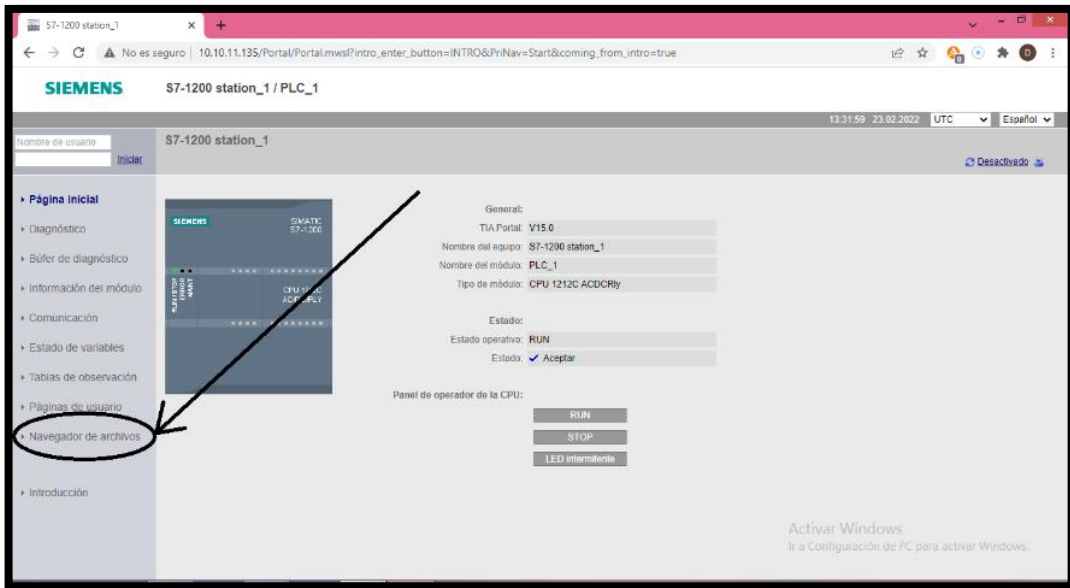 S7-1200 station_1
No es seguro 10.10.11.135/Portal/Portal.mwsl?intro_enter_button=INTRO&PriNav=Start&coming_from_intro=true
D
SIEMENS S7-1200 station_1 / PLC_1
13:31:59 23.02.2022 UTC Español
Nombre de usuario
Iniciar
S7-1200 station_1
Desactivado
Página inicial
Diagnóstico
Búfer de diagnóstico
Información del módulo
Comunicación
Estado de variables
Tablas de observación
Páginas de usuario
Navegador de archivos
Introducción
SIEMENS SIMATIC
S7-1200
RUN / STOP
ERROR
MAINT
CPU
General:
TIA Portal: V15.0
Nombre del equipo: S7-1200 station_1
Nombre del módulo: PLC_1
Tipo de módulo: CPU 1212C ACDCRly
Estado:
Estado operativo: RUN
Estado: Aceptar
Panel de operador de la CPU:
RUN
STOP
LED intermitente
Activar Windows
Ir a Configuración de PC para activar Windows.